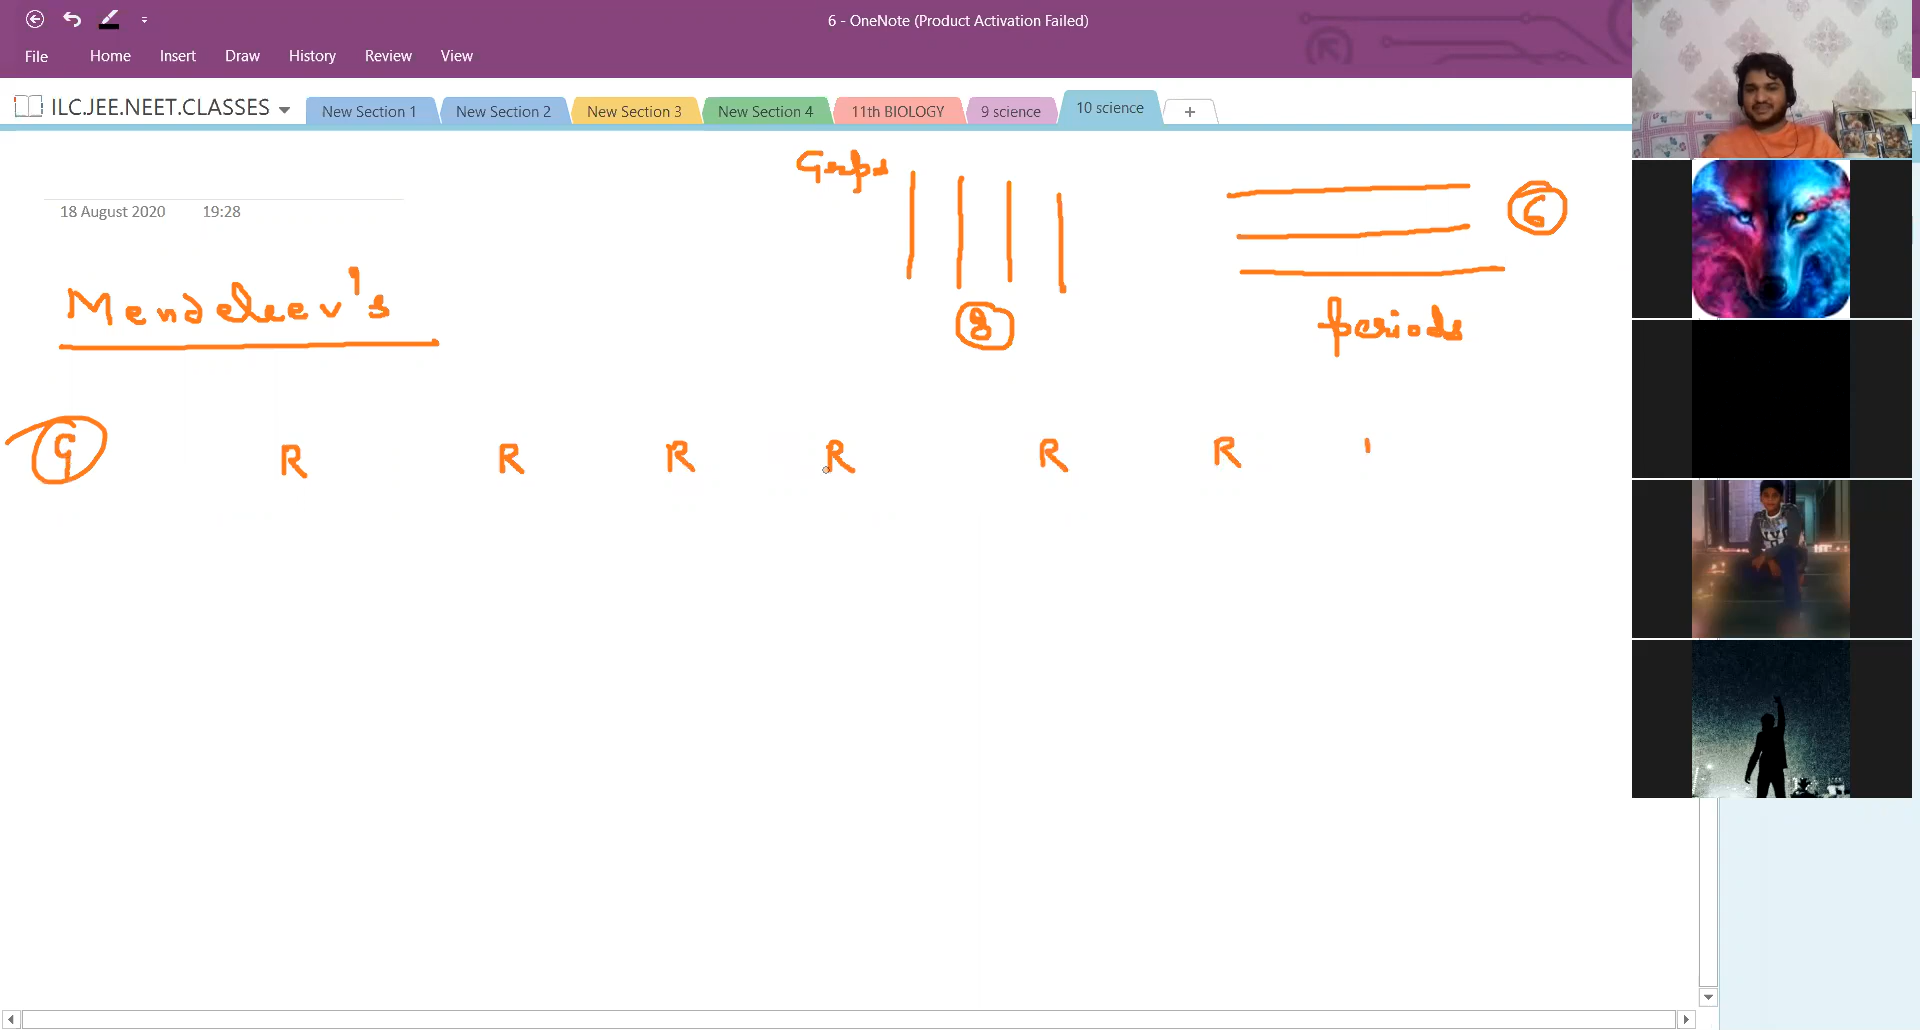 6 - OneNote (Product Activation Failed)
File Home Insert Draw History Review View
ILC.JEE.NEET.CLASSES New Section 1 New Section 2 New Section 3 New Section 4 11th BIOLOGY 9 science 10 science +
18 August 2020 19:28
Mendeleev's
8
6
periods
G R R R R R R